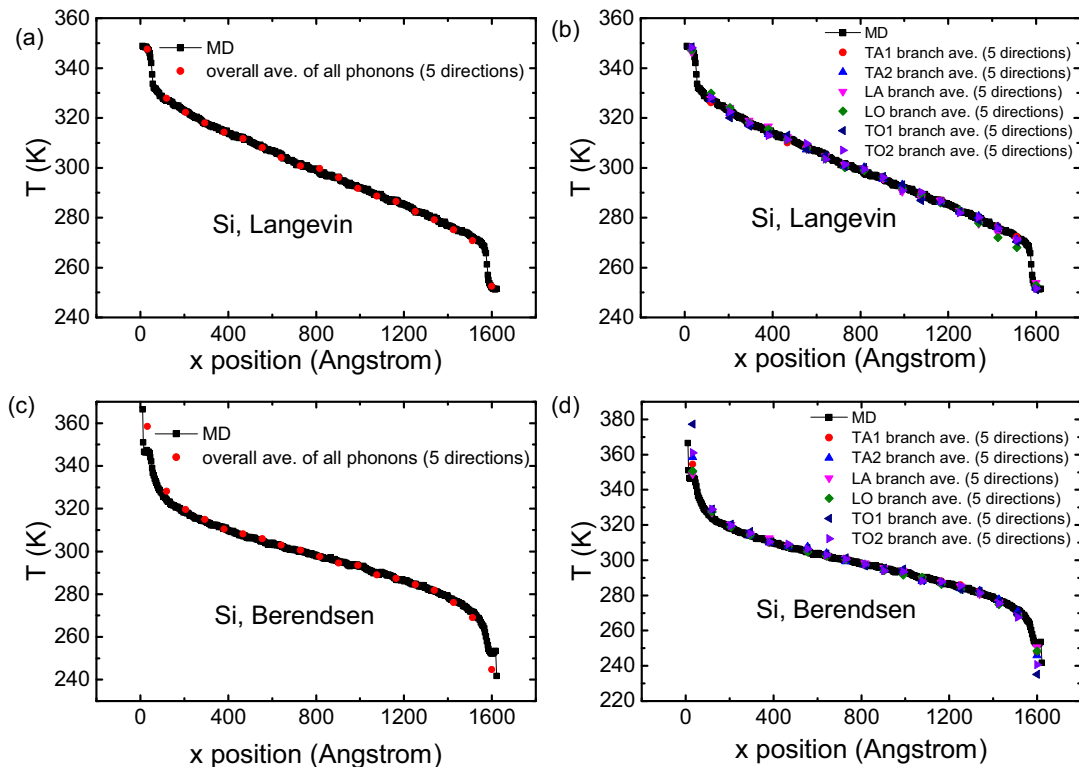 (a)
MD
overall ave. of all phonons (5 directions)
T (K)
360
340
320
300
280
260
240
Si, Langevin
0 400 800 1200 1600
x position (Angstrom)
(b)
MD
TA1 branch ave. (5 directions)
TA2 branch ave. (5 directions)
LA branch ave. (5 directions)
LO branch ave. (5 directions)
TO1 branch ave. (5 directions)
TO2 branch ave. (5 directions)
T (K)
360
340
320
300
280
260
240
Si, Langevin
0 400 800 1200 1600
x position (Angstrom)
(c)
MD
overall ave. of all phonons (5 directions)
T (K)
360
340
320
300
280
260
240
Si, Berendsen
0 400 800 1200 1600
x position (Angstrom)
(d)
MD
TA1 branch ave. (5 directions)
TA2 branch ave. (5 directions)
LA branch ave. (5 directions)
LO branch ave. (5 directions)
TO1 branch ave. (5 directions)
TO2 branch ave. (5 directions)
T (K)
380
360
340
320
300
280
260
240
220
Si, Berendsen
0 400 800 1200 1600
x position (Angstrom)